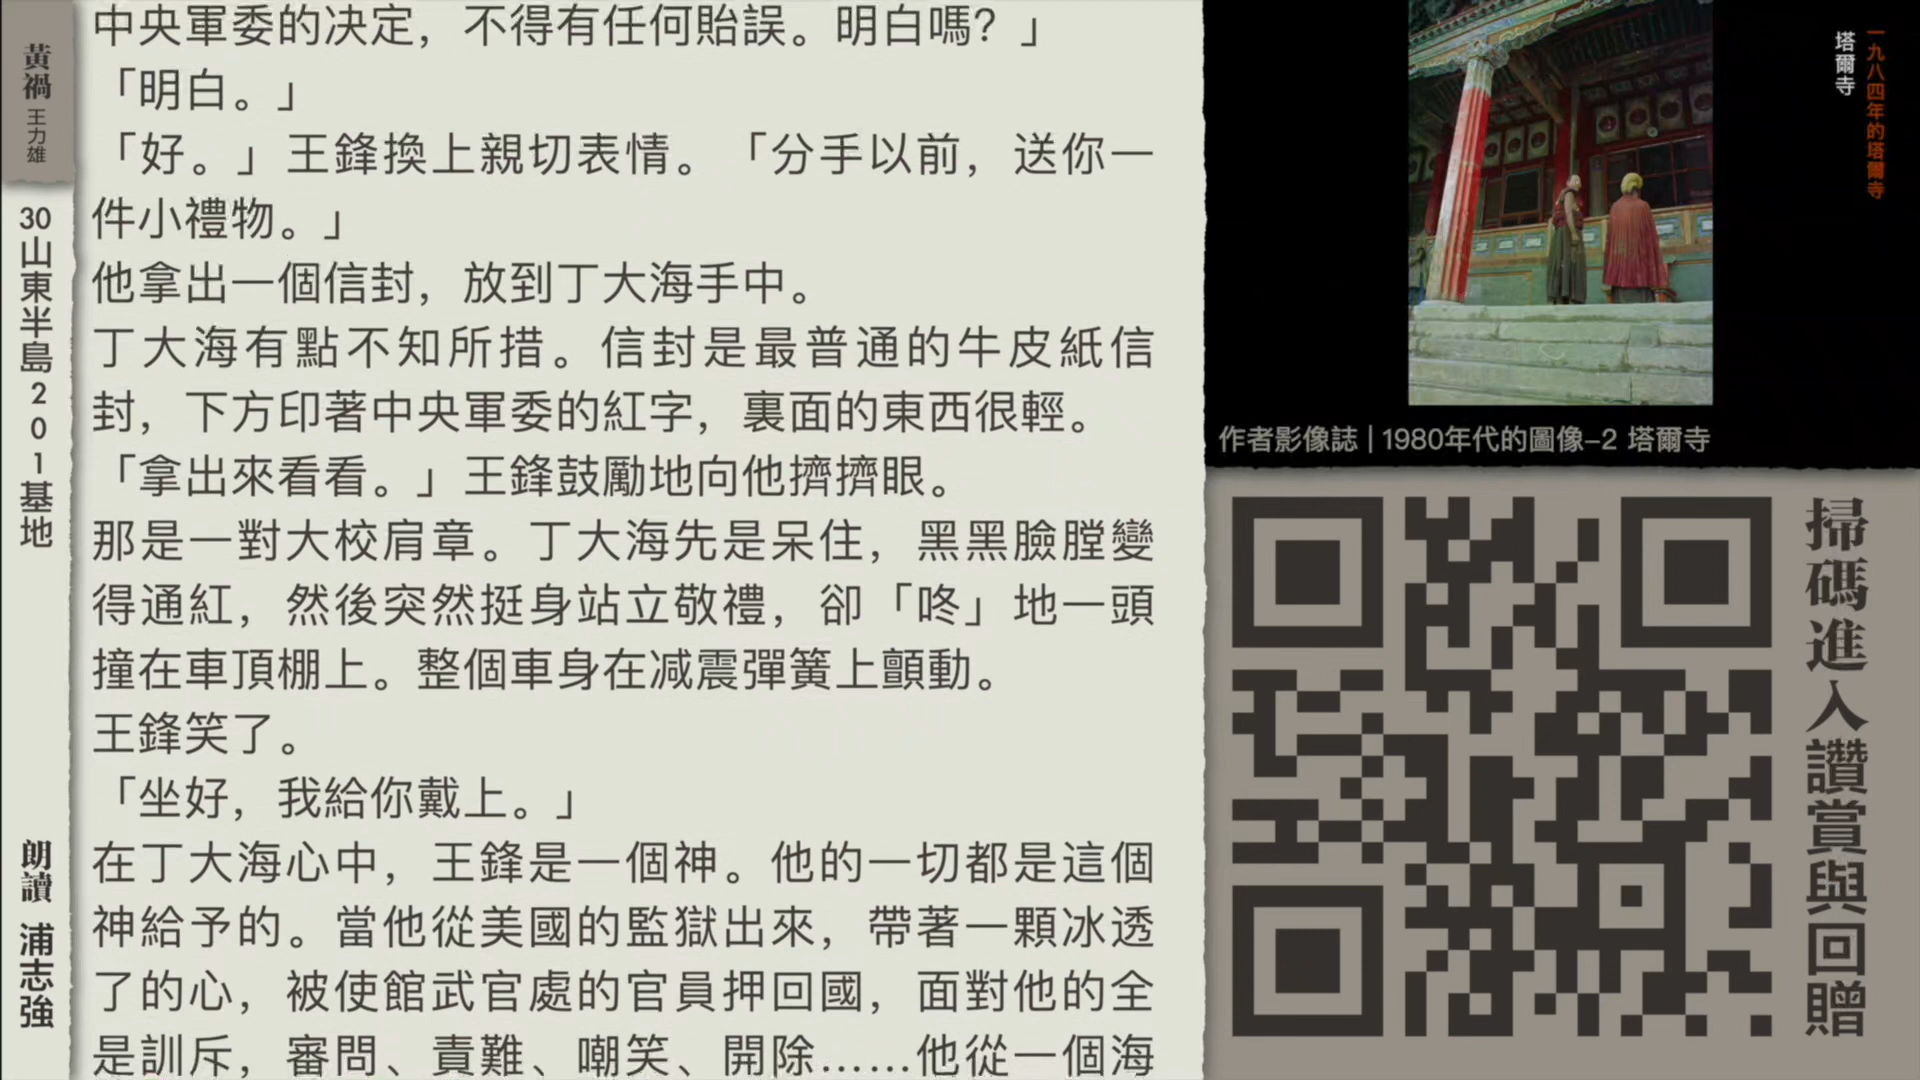 黃禍 王力雄
30山東半島201基地
朗讀 浦志強
中央軍委的决定，不得有任何貽誤。明白嗎？」
「明白。」
「好。」王鋒換上親切表情。「分手以前，送你一
件小禮物。」
他拿出一個信封，放到丁大海手中。
丁大海有點不知所措。信封是最普通的牛皮紙信
封，下方印著中央軍委的紅字，裏面的東西很輕。
「拿出來看看。」王鋒鼓勵地向他擠擠眼。
那是一對大校肩章。丁大海先是呆住，黑黑臉膛變
得通紅，然後突然挺身站立敬禮，卻「咚」地一頭
撞在車頂棚上。整個車身在减震彈簧上顫動。
王鋒笑了。
「坐好，我給你戴上。」
在丁大海心中，王鋒是一個神。他的一切都是這個
神給予的。當他從美國的監獄出來，帶著一顆冰透
了的心，被使館武官處的官員押回國，面對他的全
是訓斥，審問、責難、嘲笑、開除……他從一個海
一九八四年的塔爾寺
塔爾寺
作者影像誌 | 1980年代的圖像–2 塔爾寺
掃碼進入讚賞與回贈